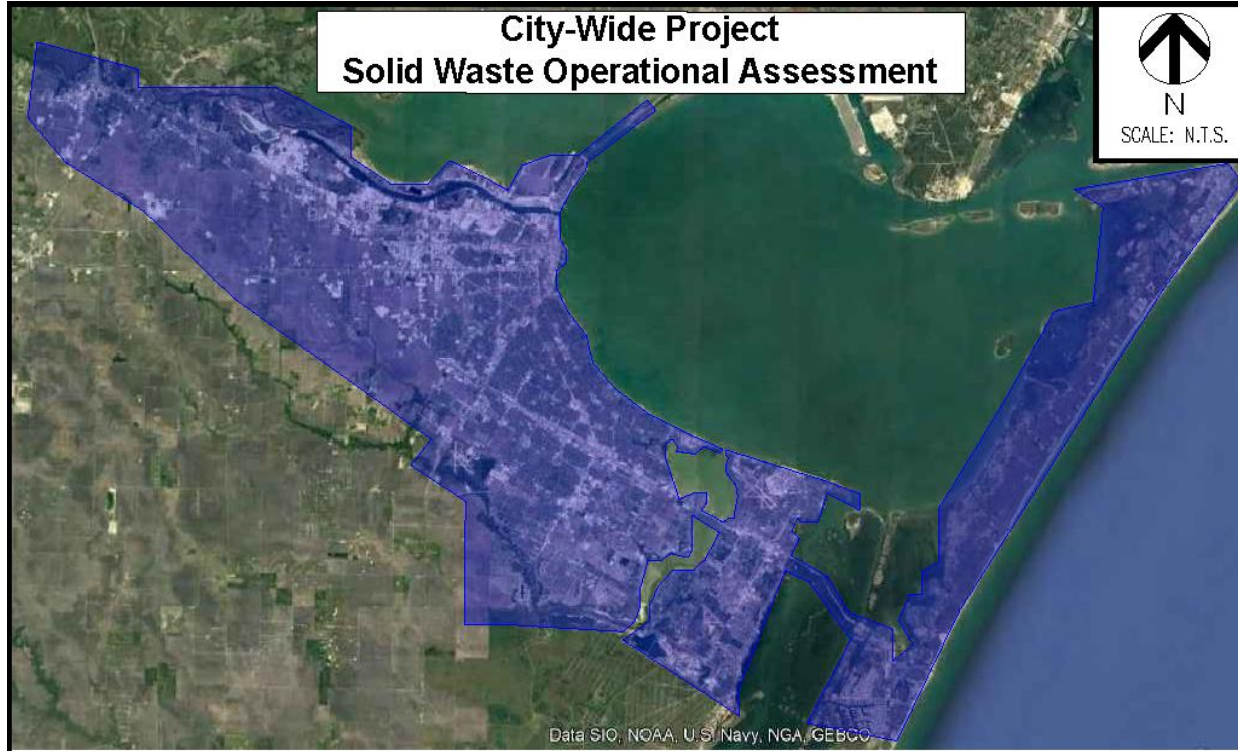 City-Wide Project
Solid Waste Operational Assessment
N
SCALE: N.T.S.
Data SIO, NOAA, U.S. Navy, NGA, GEBCO